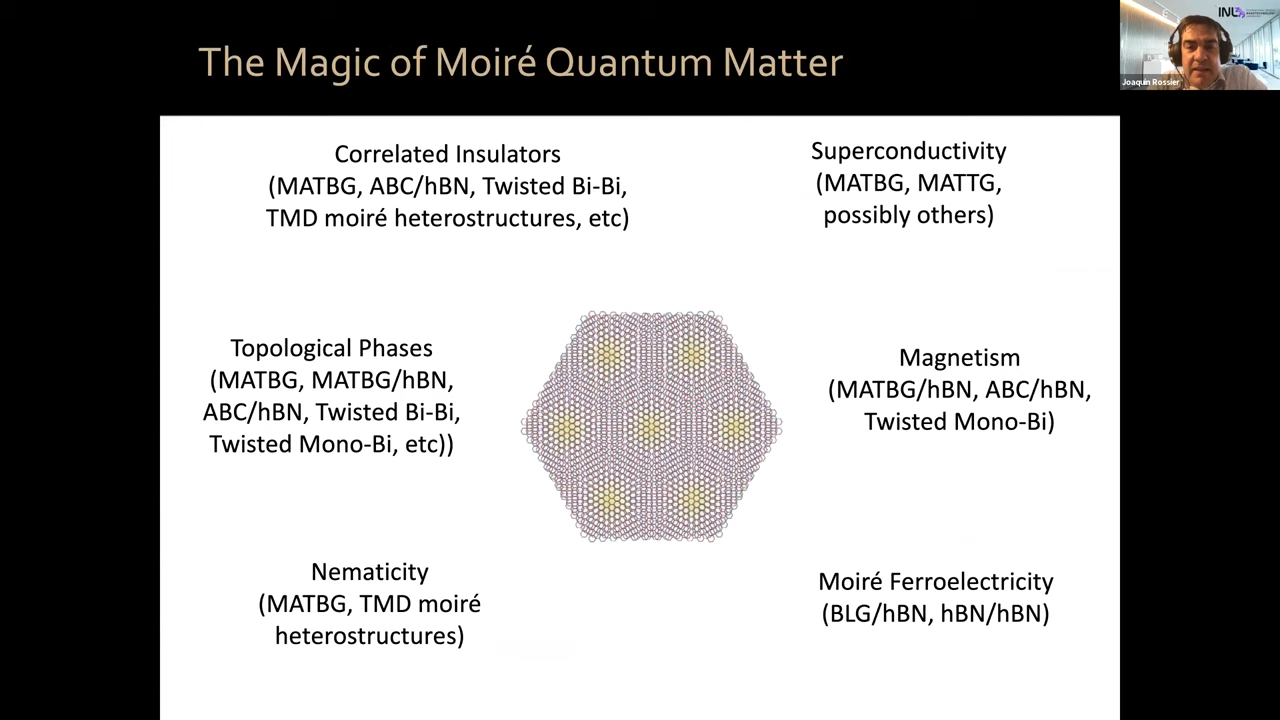 The Magic of Moiré Quantum Matter
INL
Joaquin Rossier
Correlated Insulators
(MATBG, ABC/hBN, Twisted Bi-Bi,
TMD moiré heterostructures, etc)
Superconductivity
(MATBG, MATTG,
possibly others)
Topological Phases
(MATBG, MATBG/hBN,
ABC/hBN, Twisted Bi-Bi,
Twisted Mono-Bi, etc))
Magnetism
(MATBG/hBN, ABC/hBN,
Twisted Mono-Bi)
Nematicity
(MATBG, TMD moiré
heterostructures)
Moiré Ferroelectricity
(BLG/hBN, hBN/hBN)